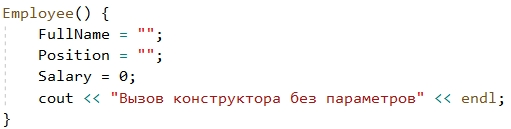 Employee() {
FullName = "";
Position = "";
Salary = 0;
cout << "Вызов конструктора без параметров" << endl;
}